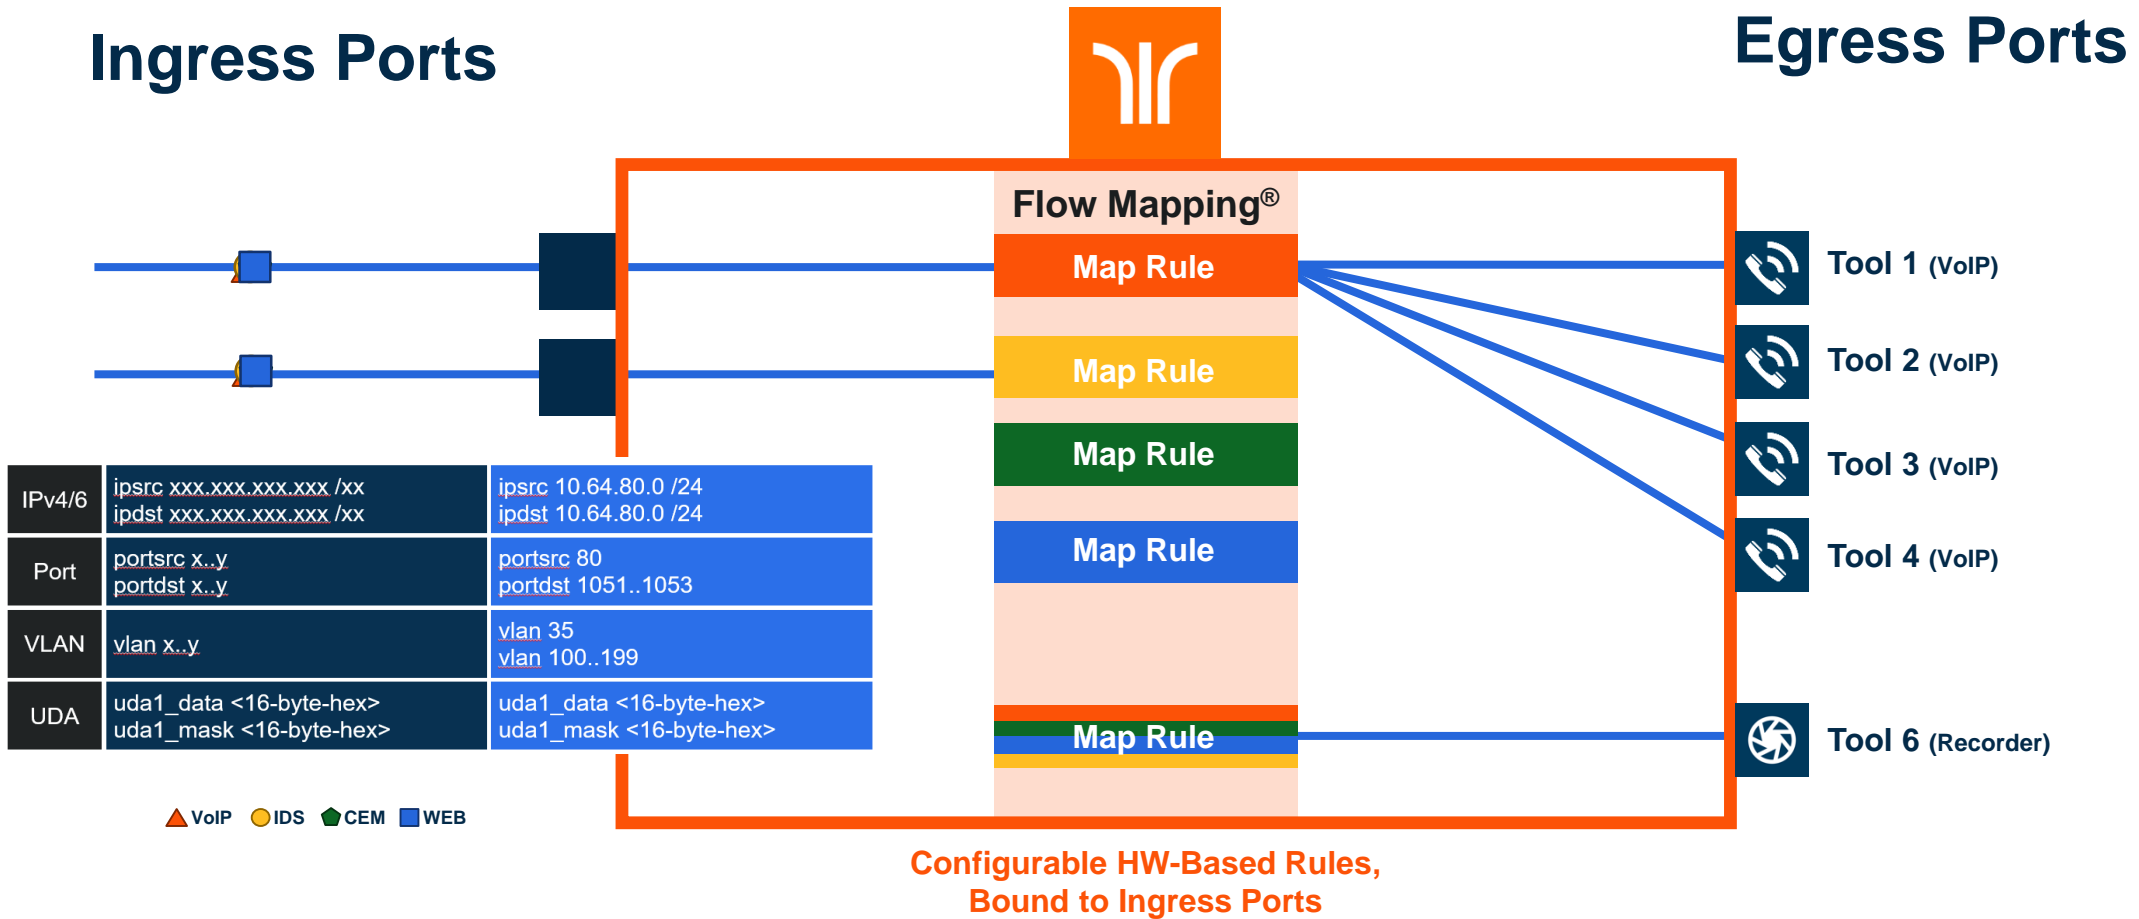 Ingress Ports
Egress Ports
Flow Mapping®
Map Rule
Map Rule
Map Rule
Map Rule
Map Rule
Tool 1 (VoIP)
Tool 2 (VoIP)
Tool 3 (VoIP)
Tool 4 (VoIP)
Tool 6 (Recorder)
IPv4/6
ipsrc xxx.xxx.xxx.xxx /xx
ipdst xxx.xxx.xxx.xxx /xx
ipsrc 10.64.80.0 /24
ipdst 10.64.80.0 /24
Port
portsrc x..y
portdst x..y
portsrc 80
portdst 1051..1053
VLAN
vlan x..y
vlan 35
vlan 100..199
UDA
uda1_data <16-byte-hex>
uda1_mask <16-byte-hex>
uda1_data <16-byte-hex>
uda1_mask <16-byte-hex>
VoIP IDS CEM WEB
Configurable HW-Based Rules,
Bound to Ingress Ports